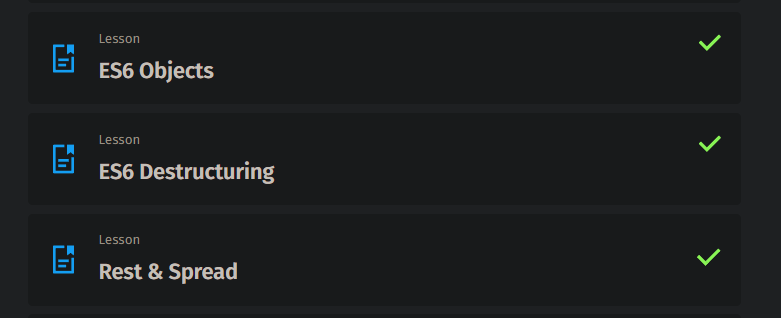 Lesson
ES6 Objects
Lesson
ES6 Destructuring
Lesson
Rest & Spread